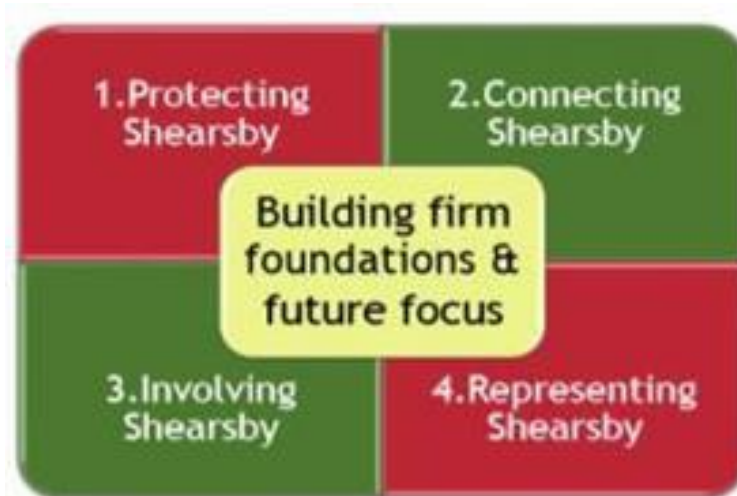 1.Protecting
Shearsby
2.Connecting
Shearsby
Building firm
foundations &
future focus
3.Involving
Shearsby
4.Representing
Shearsby